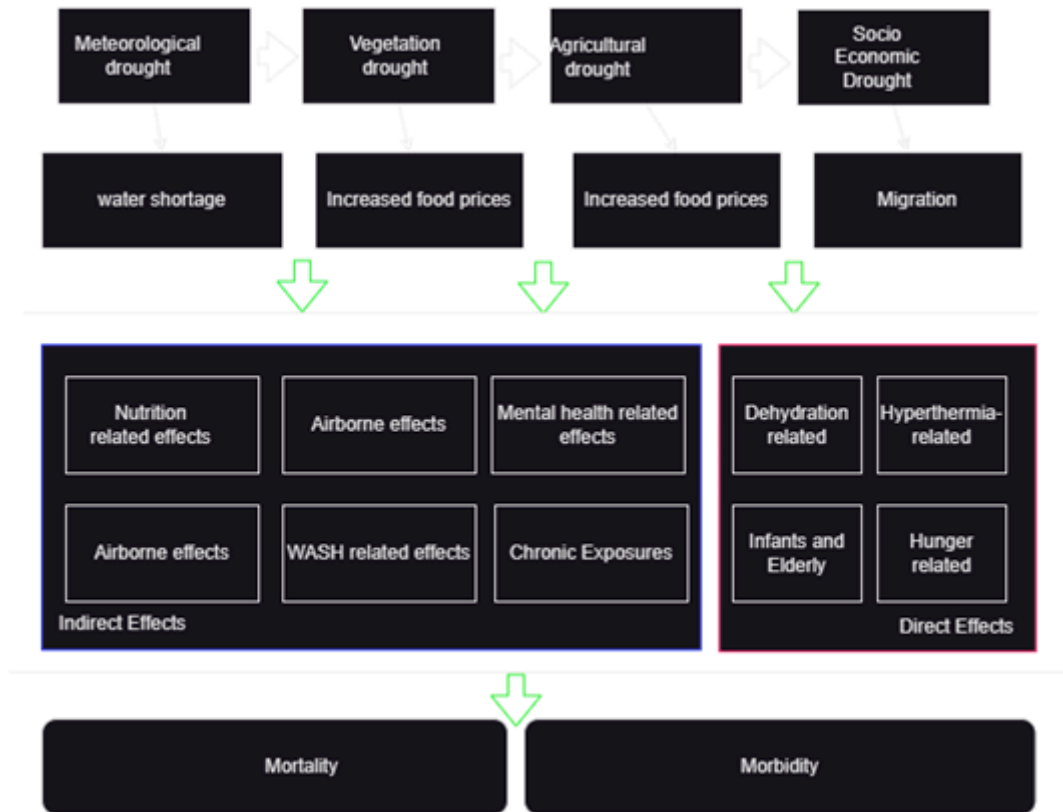 Meteorological
drought
Vegetation
drought
Agricultural
drought
Socio
Economic
Drought
water shortage
Increased food prices
Increased food prices
Migration
Nutrition
related effects
Airborne effects
Mental health related
effects
Dehydration
related
Hyperthermia-
related
Airborne effects
WASH related effects
Chronic Exposures
Infants and
Elderly
Hunger
related
Indirect Effects
Direct Effects
Mortality
Morbidity